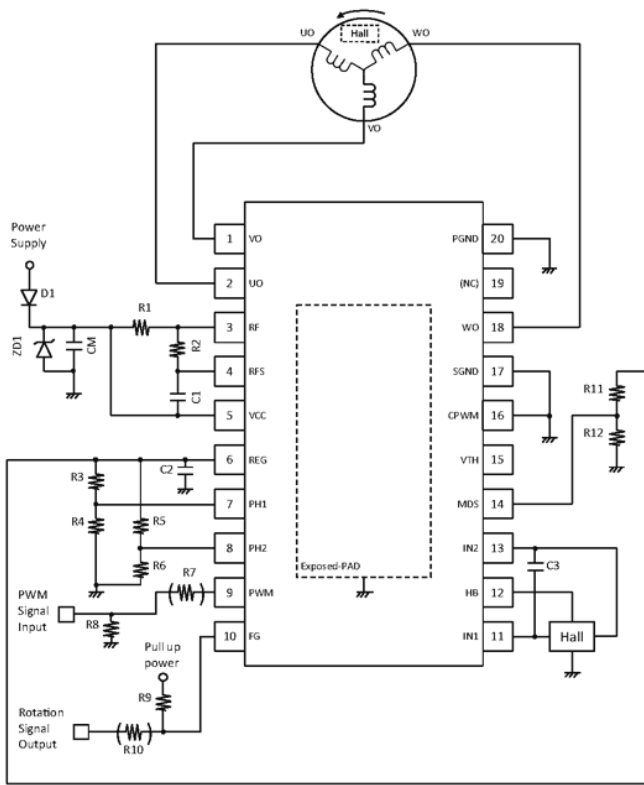 UO
Hall
WO
VO
Power
Supply
D1
ZD1
CM
R1
R2
C1
1
VO
2
UO
3
RF
4
RFS
5
VCC
6
REG
7
PH1
8
PH2
9
PWM
10
FG
PGND
20
(NC)
19
WO
18
SGND
17
CPWM
16
VTH
15
MDS
14
IN2
13
HB
12
IN1
11
Exposed-PAD
R11
R12
C2
R3
R4
R5
R6
(R7)
PWM
Signal
Input
R8
Pull up
power
R9
Rotation
Signal
Output
(R10)
C3
Hall